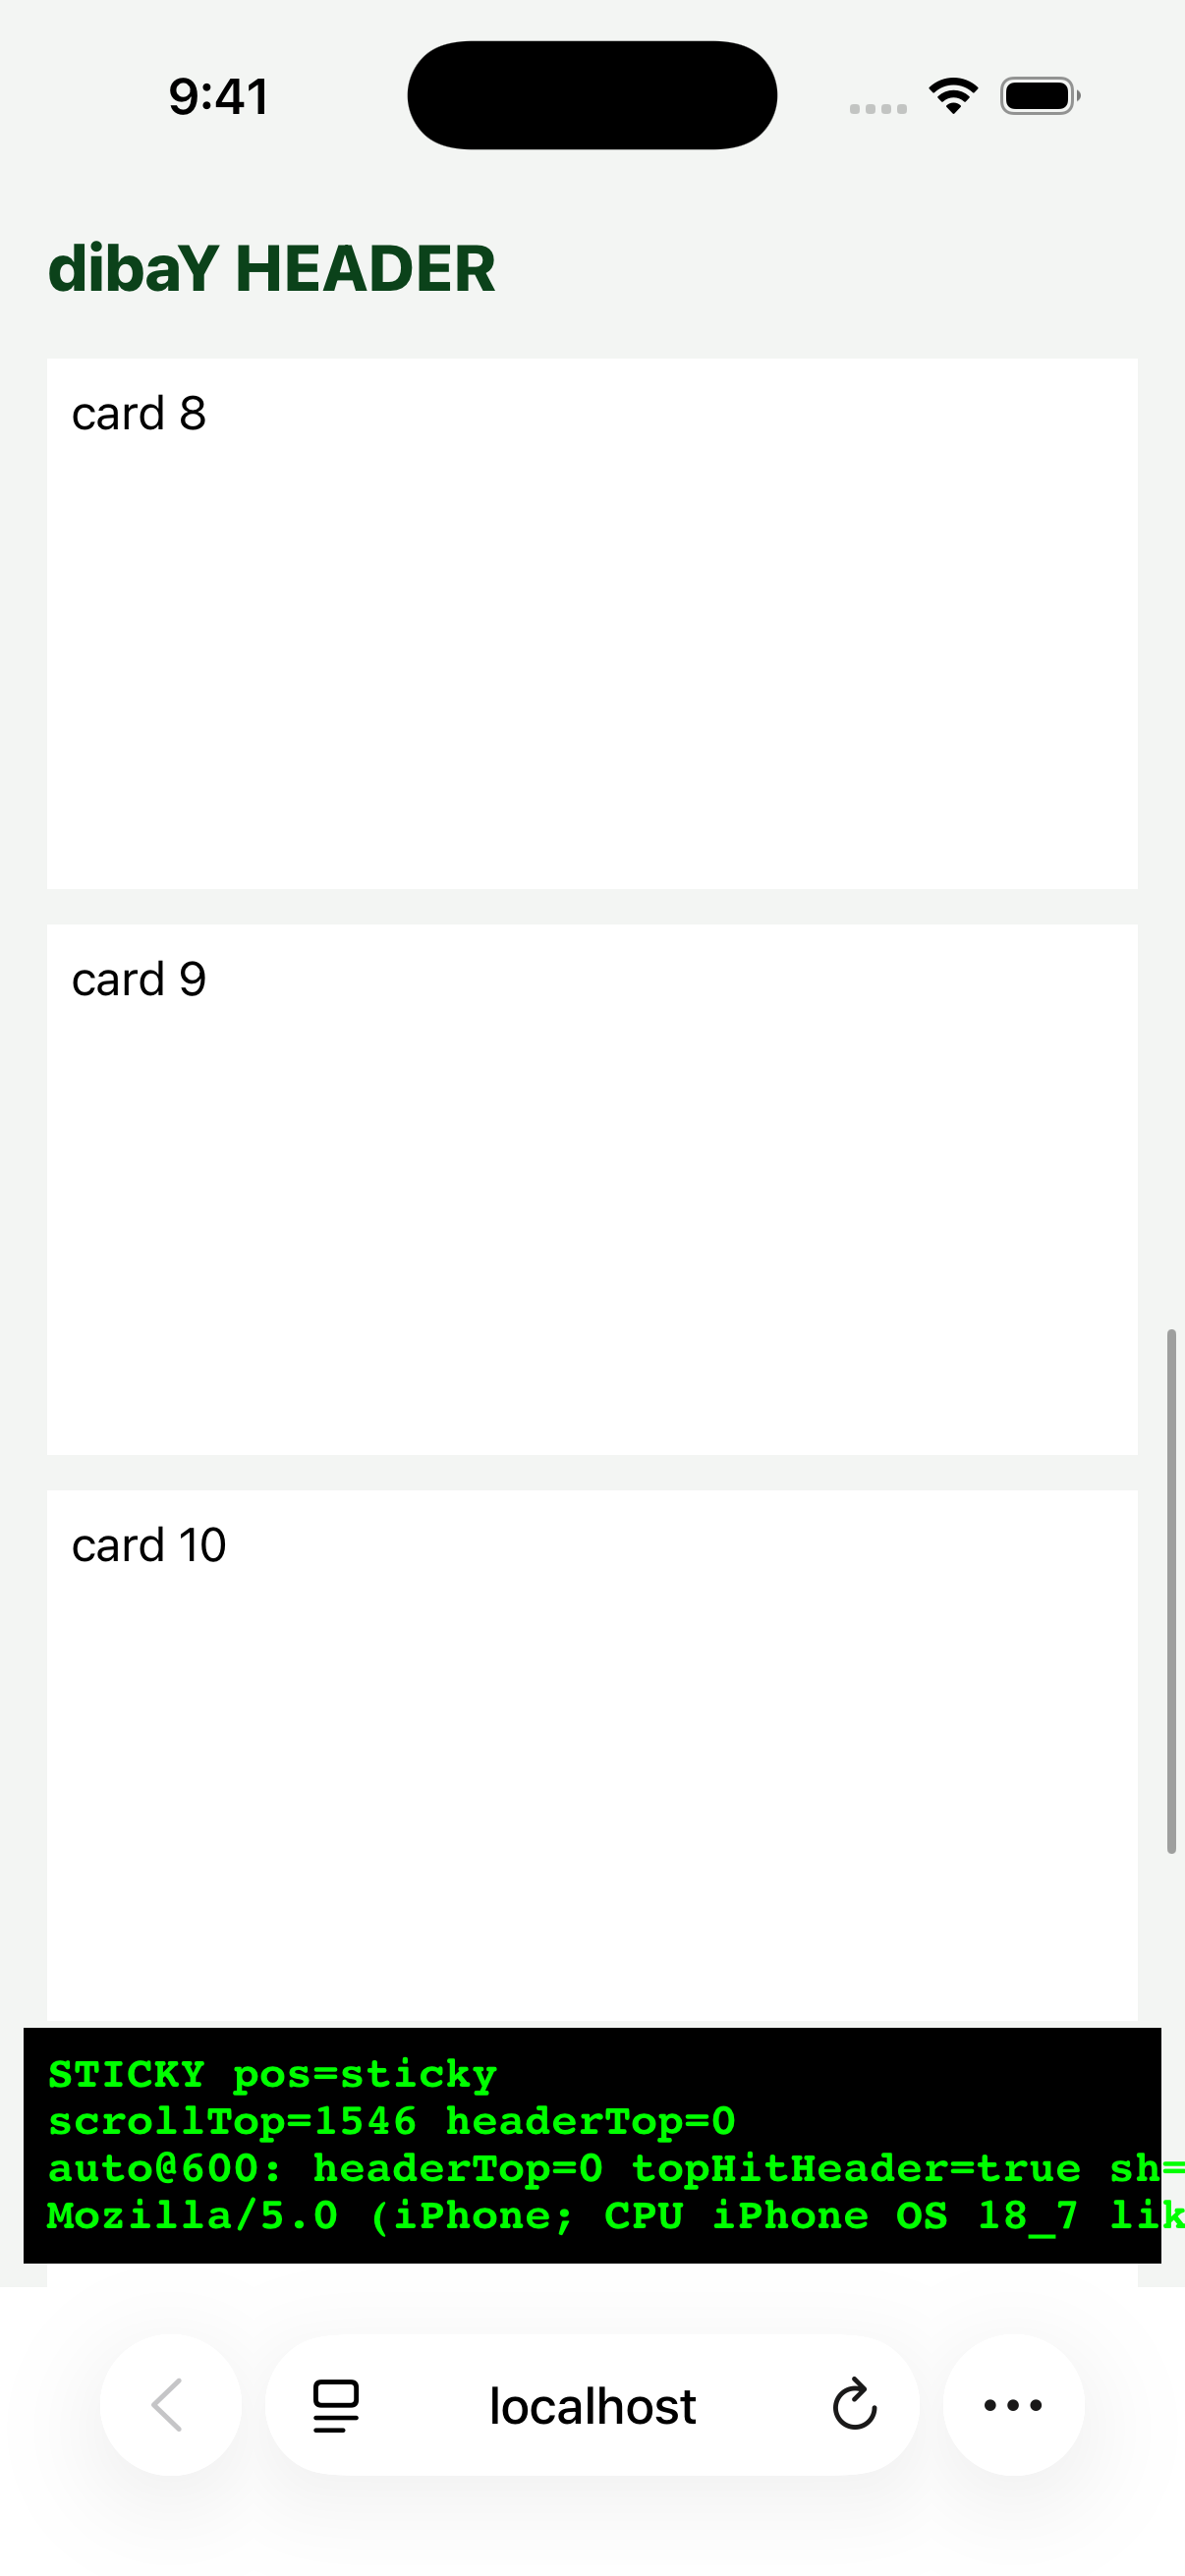 9:41
dibaY HEADER
card 8
card 9
card 10
STICKY pos=sticky
scrollTop=1546 headerTop=0
auto@600: headerTop=0 topHitHeader=true sh=
Mozilla/5.0 (iPhone; CPU iPhone OS 18_7 lik
localhost